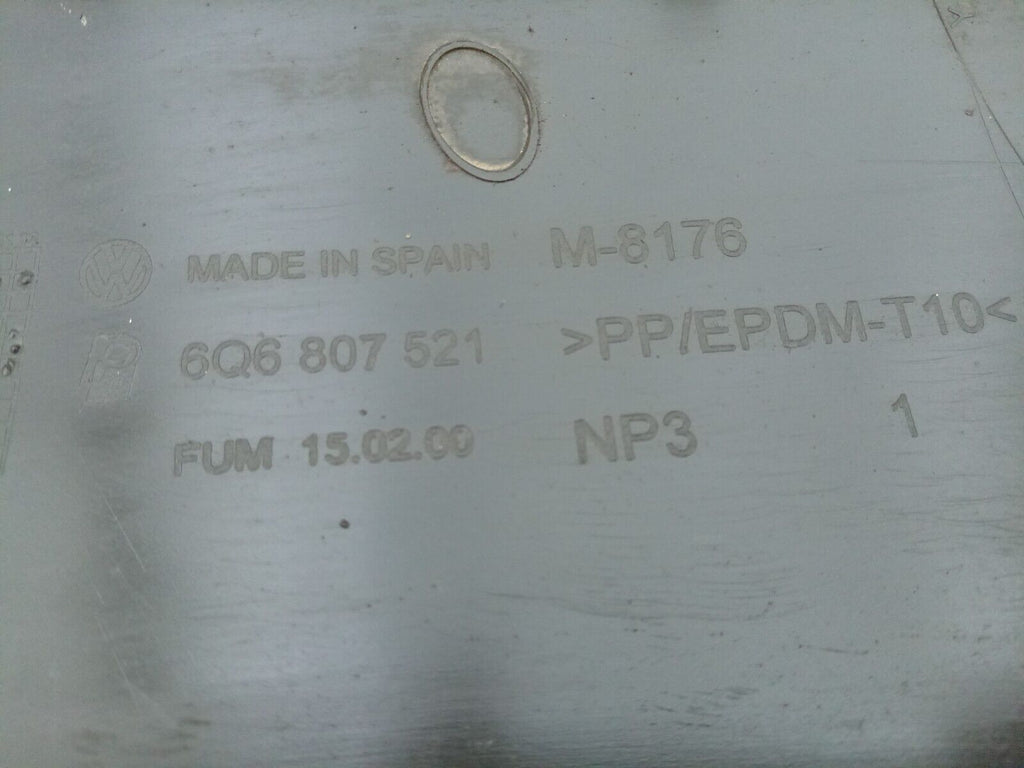 MADE IN SPAIN M-8176
6Q6 807 521 >PP/EPDM-T10<
FUM 15.02.00 NP3 1